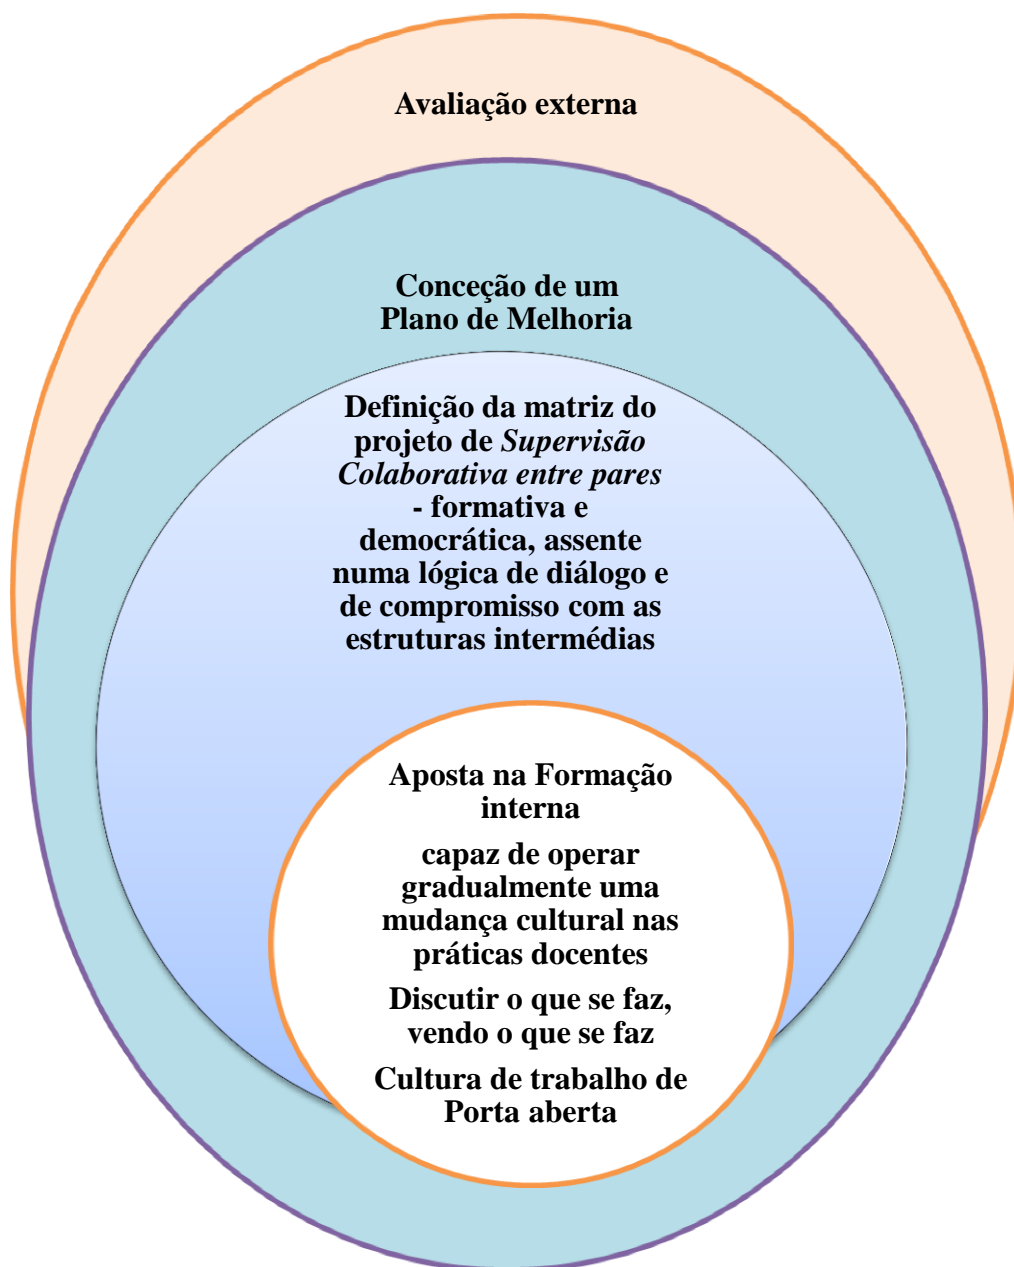 Avaliação externa
Conceção de um
Plano de Melhoria
Definição da matriz do
projeto de Supervisão
Colaborativa entre pares
- formativa e
democrática, assente
numa lógica de diálogo e
de compromisso com as
estruturas intermédias
Aposta na Formação
interna
capaz de operar
gradualmente uma
mudança cultural nas
práticas docentes
Discutir o que se faz,
vendo o que se faz
Cultura de trabalho de
Porta aberta